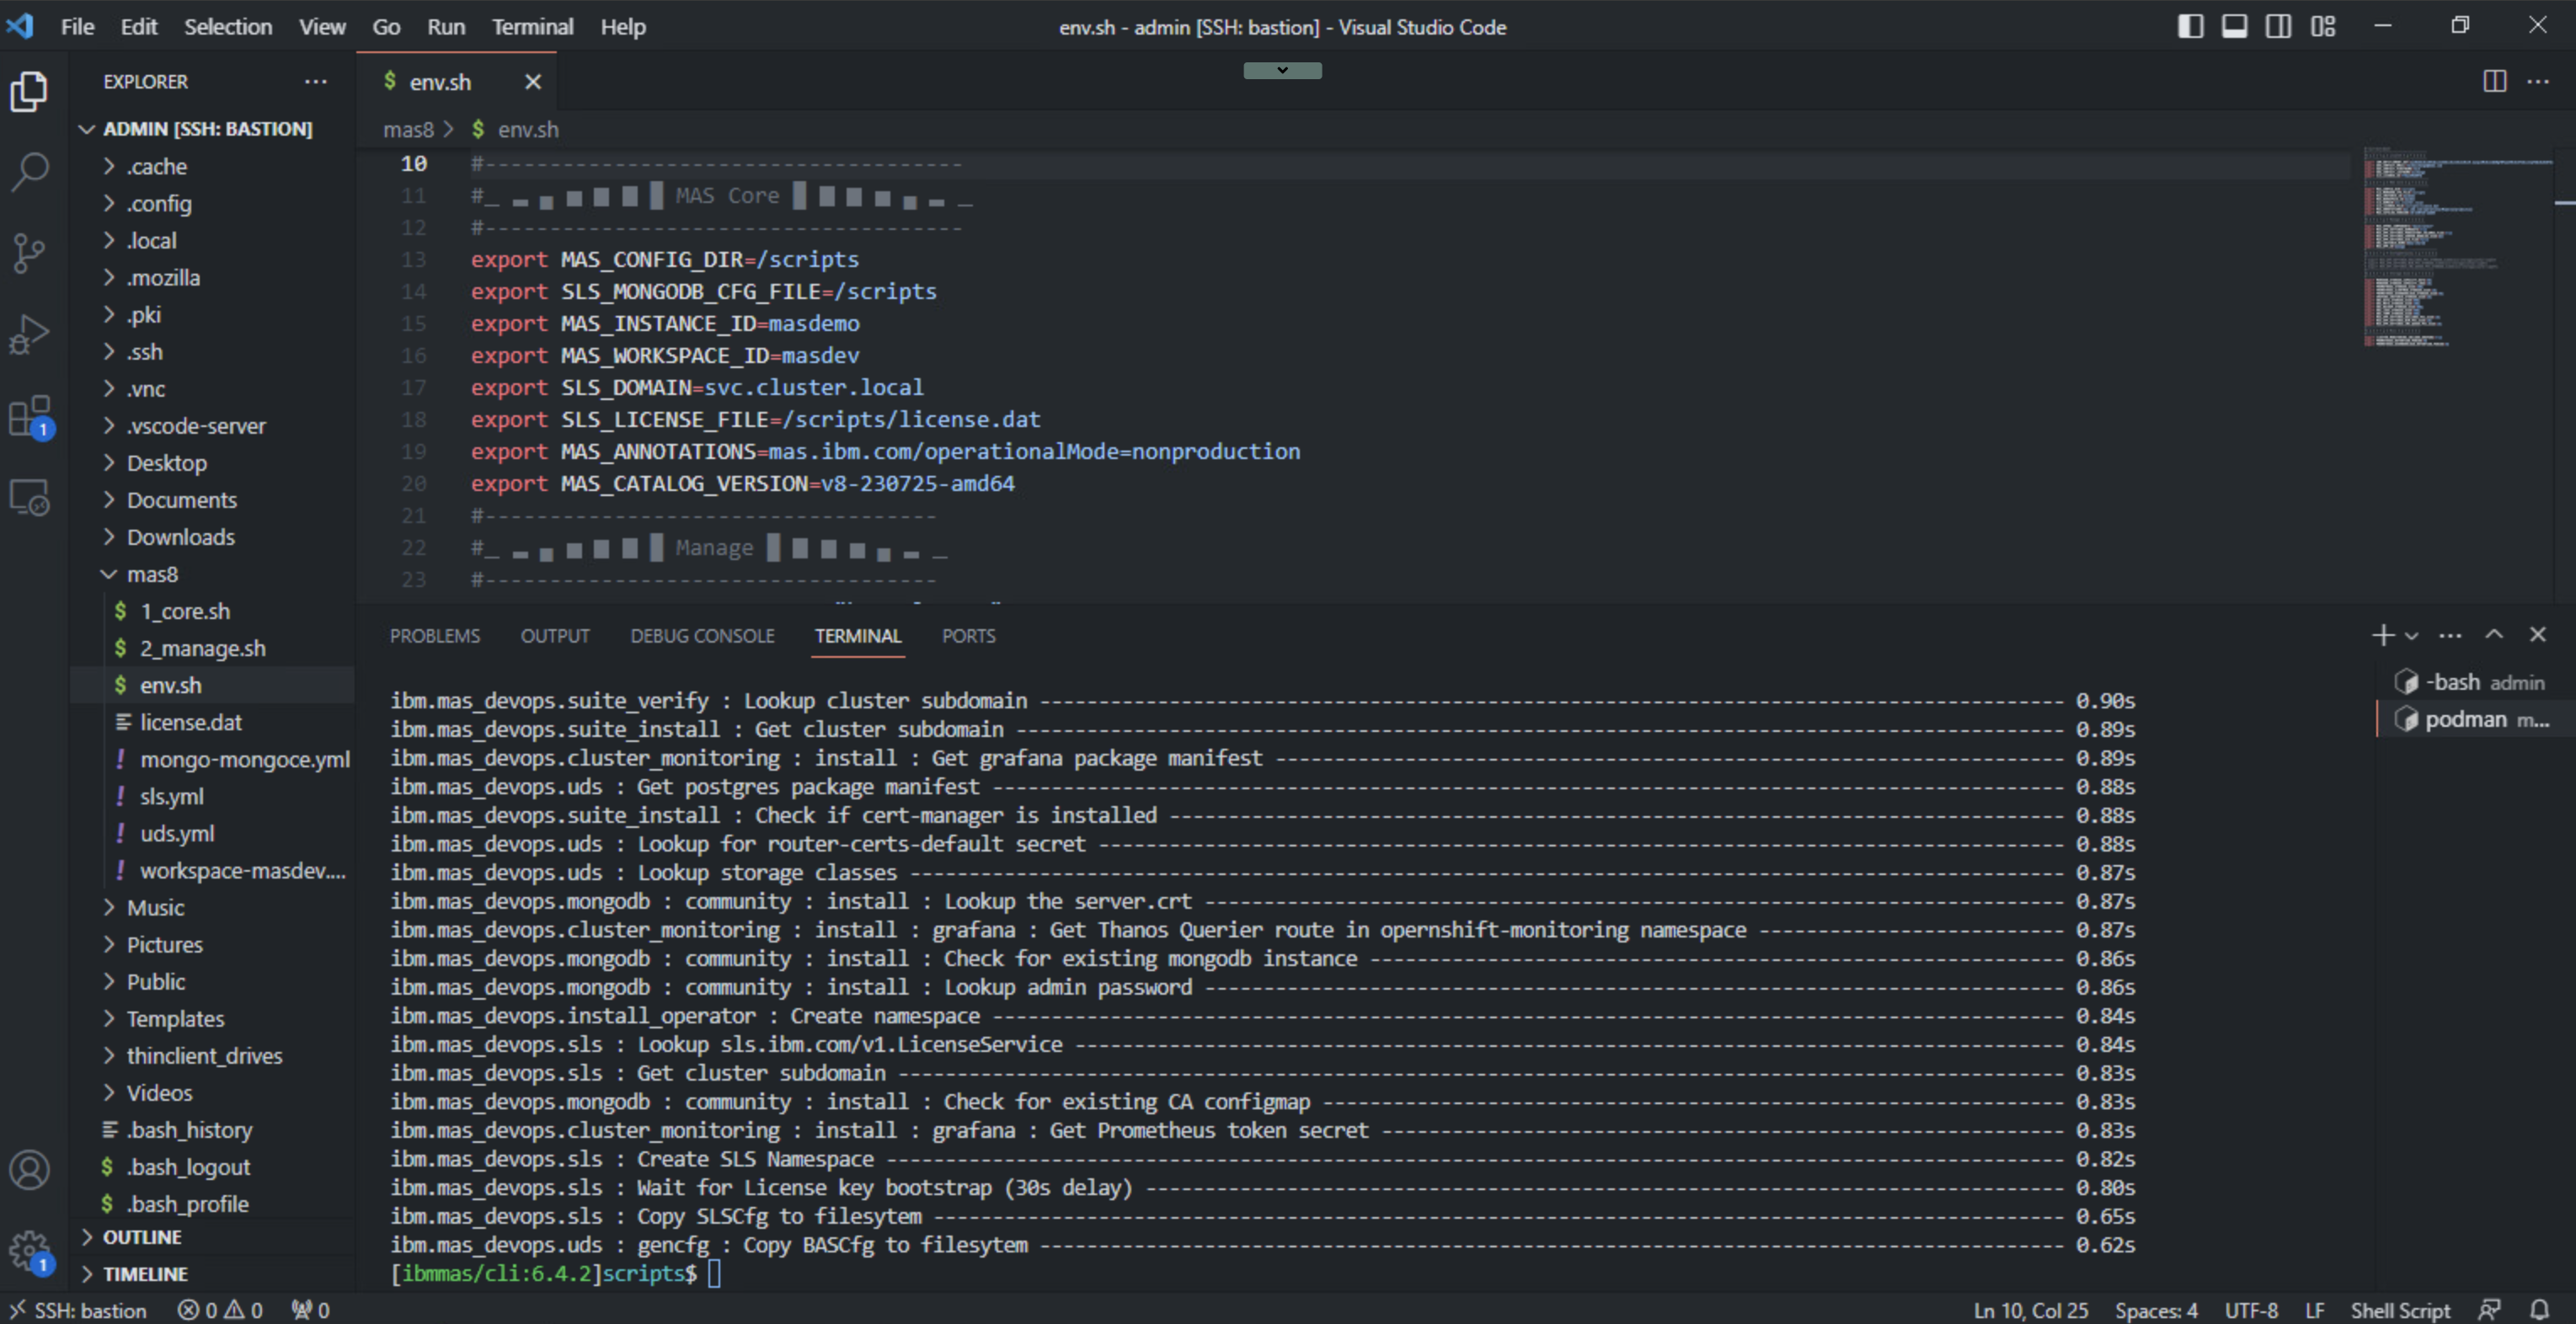 File Edit Selection View Go Run Terminal Help
env.sh - admin [SSH: bastion] - Visual Studio Code
EXPLORER
ADMIN [SSH: BASTION]
.cache
.config
.local
.mozilla
.pki
.ssh
.vnc
.vscode-server
Desktop
Documents
Downloads
mas8
$ 1_core.sh
$ 2_manage.sh
$ env.sh
license.dat
! mongo-mongoce.yml
! sls.yml
! uds.yml
! workspace-masdev....
Music
Pictures
Public
Templates
thinclient_drives
Videos
.bash_history
$ .bash_logout
$ .bash_profile
OUTLINE
TIMELINE
1
1
$ env.sh
mas8 > $ env.sh
10 #-------------------------------------
11 #_ ▂ ▄ ▅ ▆ ▇ █ MAS Core █ ▇ ▆ ▅ ▄ ▂ _
12 #-------------------------------------
13 export MAS_CONFIG_DIR=/scripts
14 export SLS_MONGODB_CFG_FILE=/scripts
15 export MAS_INSTANCE_ID=masdemo
16 export MAS_WORKSPACE_ID=masdev
17 export SLS_DOMAIN=svc.cluster.local
18 export SLS_LICENSE_FILE=/scripts/license.dat
19 export MAS_ANNOTATIONS=mas.ibm.com/operationalMode=nonproduction
20 export MAS_CATALOG_VERSION=v8-230725-amd64
21 #-----------------------------------
22 #_ ▂ ▄ ▅ ▆ ▇ █ Manage █ ▇ ▆ ▅ ▄ ▂ _
23 #-----------------------------------
PROBLEMS OUTPUT DEBUG CONSOLE TERMINAL PORTS
ibm.mas_devops.suite_verify : Lookup cluster subdomain --- 0.90s
ibm.mas_devops.suite_install : Get cluster subdomain --- 0.89s
ibm.mas_devops.cluster_monitoring : install : Get grafana package manifest --- 0.89s
ibm.mas_devops.uds : Get postgres package manifest --- 0.88s
ibm.mas_devops.suite_install : Check if cert-manager is installed --- 0.88s
ibm.mas_devops.uds : Lookup for router-certs-default secret --- 0.88s
ibm.mas_devops.uds : Lookup storage classes --- 0.87s
ibm.mas_devops.mongodb : community : install : Lookup the server.crt --- 0.87s
ibm.mas_devops.cluster_monitoring : install : grafana : Get Thanos Querier route in opernshift-monitoring namespace --- 0.87s
ibm.mas_devops.mongodb : community : install : Check for existing mongodb instance --- 0.86s
ibm.mas_devops.mongodb : community : install : Lookup admin password --- 0.86s
ibm.mas_devops.install_operator : Create namespace --- 0.84s
ibm.mas_devops.sls : Lookup sls.ibm.com/v1.LicenseService --- 0.84s
ibm.mas_devops.sls : Get cluster subdomain --- 0.83s
ibm.mas_devops.mongodb : community : install : Check for existing CA configmap --- 0.83s
ibm.mas_devops.cluster_monitoring : install : grafana : Get Prometheus token secret --- 0.83s
ibm.mas_devops.sls : Create SLS Namespace --- 0.82s
ibm.mas_devops.sls : Wait for License key bootstrap (30s delay) --- 0.80s
ibm.mas_devops.sls : Copy SLSCfg to filesytem --- 0.65s
ibm.mas_devops.uds : gencfg : Copy BASCfg to filesytem --- 0.62s
[ibmmas/cli:6.4.2]scripts$
-bash admin
podman m...
SSH: bastion 0 0 0
Ln 10, Col 25 Spaces: 4 UTF-8 LF Shell Script